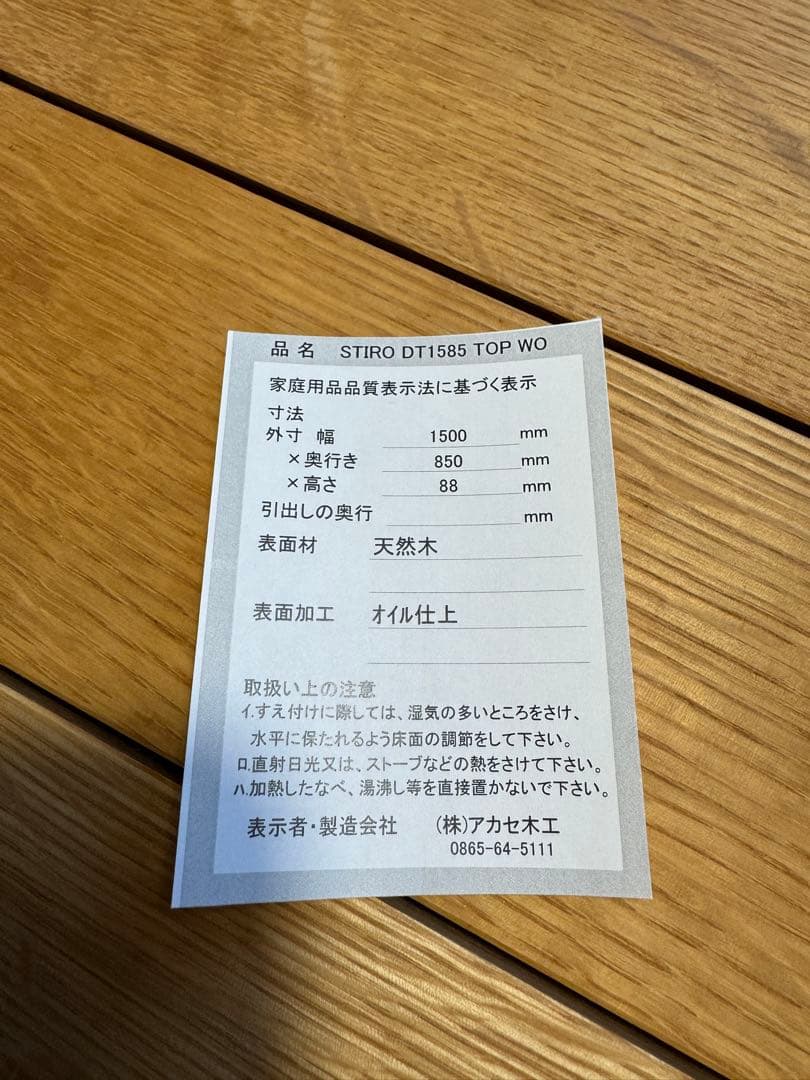 品 名 STIRO DT1585 TOP WO
家庭用品品質表示法に基づく表示
寸法
外寸 幅 1500 mm
×奥行き 850 mm
×高さ 88 mm
引出しの奥行 mm
表面材 天然木
表面加工 ｵｲﾙ仕上
取扱い上の注意
ｲ.すえ付けに際しては、湿気の多いところをさけ、
水平に保たれるよう床面の調節をして下さい。
ﾛ.直射日光又は、ストーブなどの熱をさけて下さい。
ﾊ.加熱したなべ、湯沸し等を直接置かないで下さい。
表示者・製造会社 (株)アカセ木工
0865-64-5111